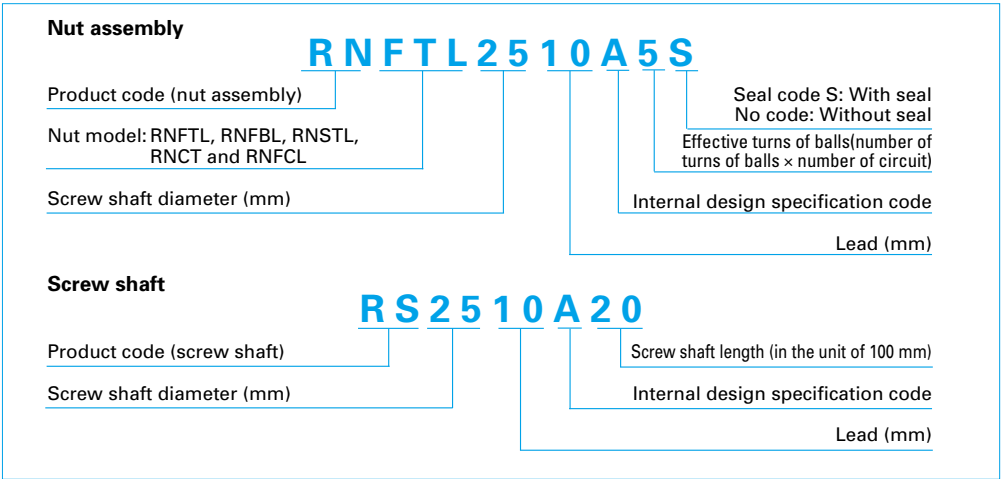 Nut assembly
RNFTL2510A5S
Product code (nut assembly)
Seal code S: With seal
No code: Without seal
Nut model: RNFTL, RNFBL, RNSTL,
RNCT and RNFCL
Effective turns of balls(number of
turns of balls × number of circuit)
Screw shaft diameter (mm)
Internal design specification code
Lead (mm)
Screw shaft
RS2510A20
Product code (screw shaft)
Screw shaft length (in the unit of 100 mm)
Screw shaft diameter (mm)
Internal design specification code
Lead (mm)